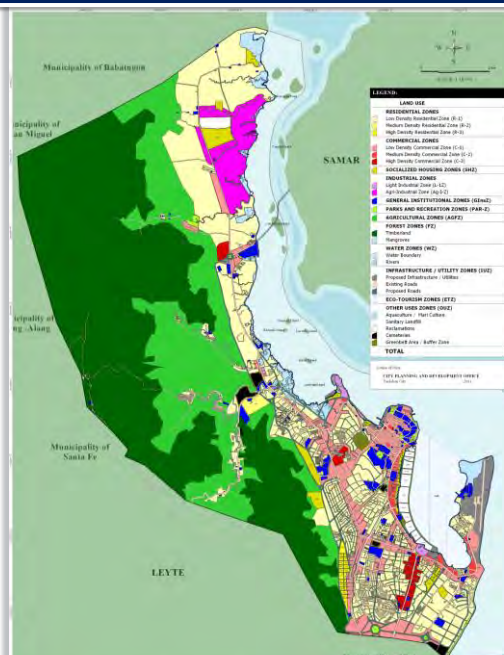 Municipality of Babatngon
N
W
E
S
Municipality of
San Miguel
SAMAR
LEGEND:
LAND USE
RESIDENTIAL ZONES
Low Density Residential Zone (R-1)
Medium Density Residential Zone (R-2)
High Density Residential Zone (R-3)
COMMERCIAL ZONES
Low Density Commercial Zone (C-1)
Medium Density Commercial Zone (C-2)
High Density Commercial Zone (C-3)
SOCIALIZED HOUSING ZONES (SHZ)
INDUSTRIAL ZONES
Light Industrial Zone (L-IZ)
Agri-Industrial Zone (Ag-IZ)
GENERAL INSTITUTIONAL ZONES (GInsZ)
PARKS AND RECREATION ZONES (PAR-Z)
AGRICULTURAL ZONES (AGFZ)
FOREST ZONES (FZ)
Timberland
Mangroves
WATER ZONES (WZ)
Water Boundary
Rivers
INFRASTRUCTURE / UTILITY ZONES (IUZ)
Proposed Infrastructure / Utilities
Existing Roads
Proposed Roads
ECO-TOURISM ZONES (ETZ)
OTHER USES ZONES (OUZ)
Aquaculture / Mari Culture
Sanitary Landfill
Reclamations
Cemeteries
Greenbelt Area / Buffer Zone
TOTAL
CITY PLANNING AND DEVELOPMENT OFFICE
Tacloban City
Municipality of
Alang -Alang
Municipality of
Santa Fe
LEYTE